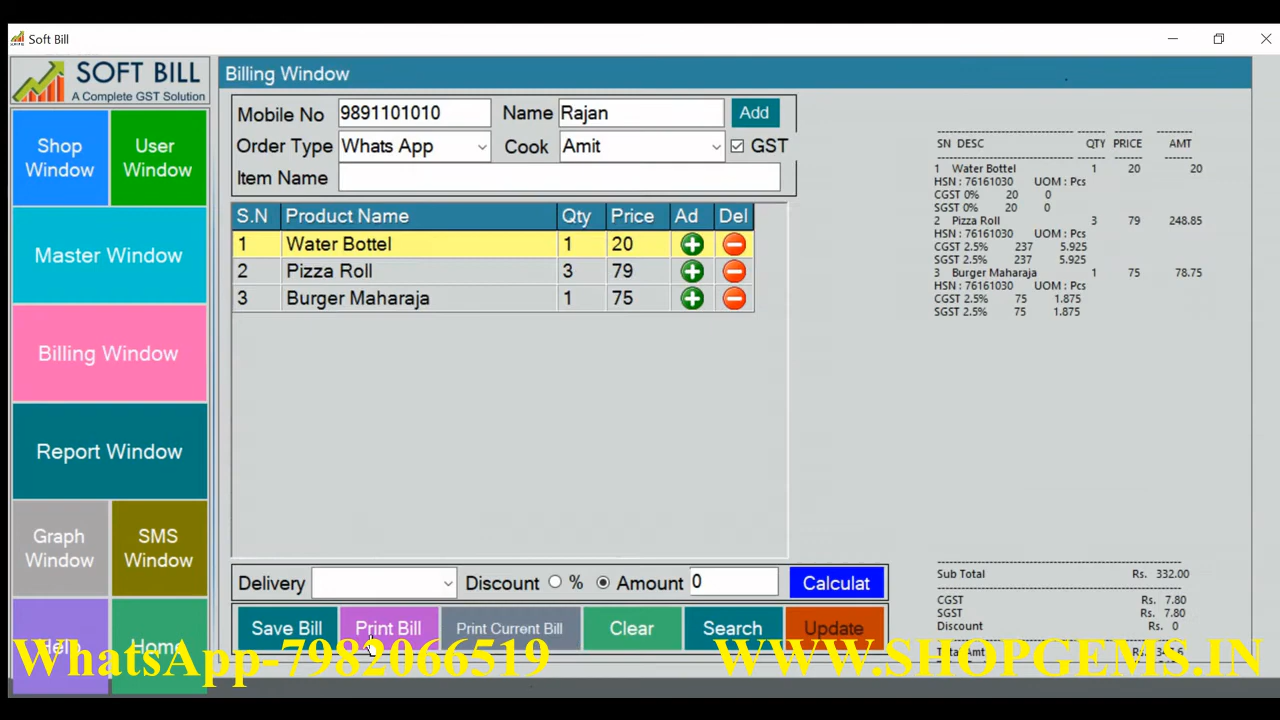 Soft Bill
SOFT BILL
A Complete GST Solution
Shop Window
User Window
Master Window
Billing Window
Report Window
Graph Window
SMS Window
Help
Home
Billing Window
Mobile No 9891101010 Name Rajan Add
Order Type Whats App Cook Amit GST
Item Name
S.N Product Name Qty Price Ad Del
1 Water Bottel 1 20
2 Pizza Roll 3 79
3 Burger Maharaja 1 75
Delivery Discount % Amount 0 Calculat
Save Bill Print Bill Print Current Bill Clear Search Update
SN DESC QTY PRICE AMT
1 Water Bottel 1 20 20
HSN : 76161030 UOM : Pcs
CGST 0% 20 0
SGST 0% 20 0
2 Pizza Roll 3 79 248.85
HSN : 76161030 UOM : Pcs
CGST 2.5% 237 5.925
SGST 2.5% 237 5.925
3 Burger Maharaja 1 75 78.75
HSN : 76161030 UOM : Pcs
CGST 2.5% 75 1.875
SGST 2.5% 75 1.875
Sub Total Rs. 332.00
CGST Rs. 7.80
SGST Rs. 7.80
Discount Rs. 0
Total Amt
WhatsApp-7982066519
WWW.SHOPGEMS.IN